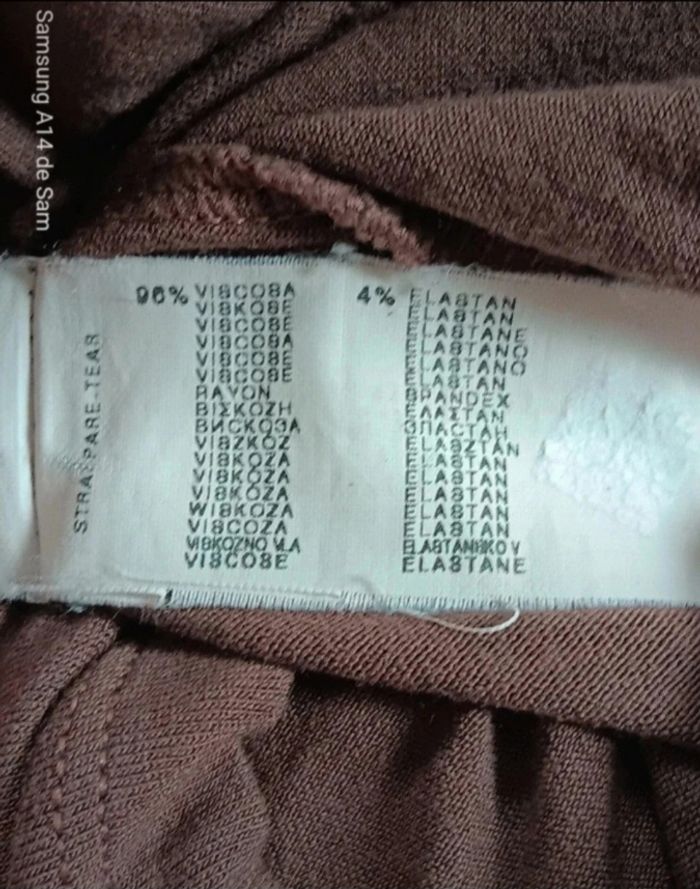 Samsung A14 de Sam
STRAPPARE-TEAR
96% VISCOSA
VISKOSE
VISCOSE
VISCOSA
VISCOSE
VISCOSE
RAYON
ΒΙΣΚΟΖΗ
ВИСКОЗА
VISZKÓZ
VISKOZA
VISKÓZA
VISKOZA
WISKOZA
VISCOZA
VISKÓZNO VLA
VISCOSE
4% ELASTAN
ELASTAN
ELASTANE
ELASTANO
ELASTANO
ELASTAN
SPANDEX
ΕΛΑΣΤΑΝ
ЭЛАСТАН
ELASZTÁN
ELASTAN
ELASTAN
ELASTAN
ELASTAN
ELASTAN
ELASTANSKO V
ELASTANE